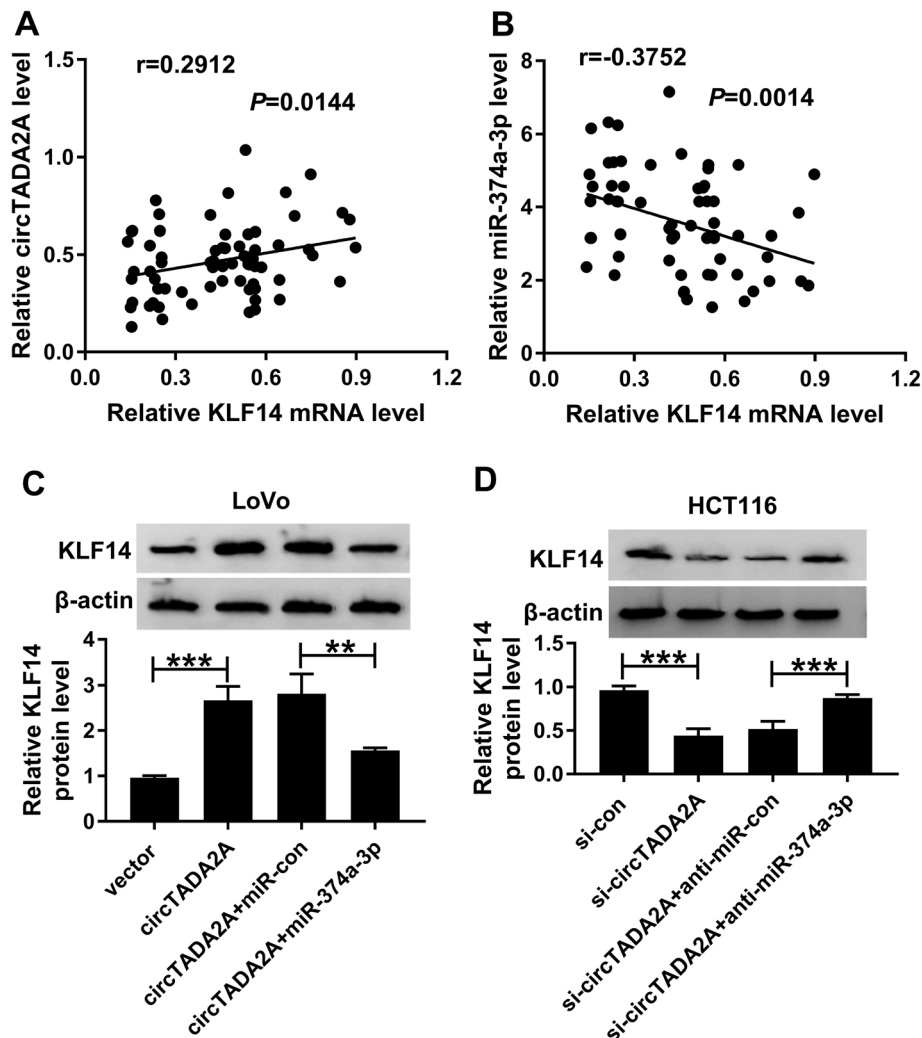 A
r=0.2912
P=0.0144
Relative circTADA2A level
1.5
1.0
0.5
0.0
0.0 0.3 0.6 0.9 1.2
Relative KLF14 mRNA level
B
r=-0.3752
P=0.0014
Relative miR-374a-3p level
8
6
4
2
0
0.0 0.3 0.6 0.9 1.2
Relative KLF14 mRNA level
C
LoVo
KLF14
β-actin
Relative KLF14
protein level
4
3
2
1
0
*** **
vector
circTADA2A
circTADA2A+miR-con
circTADA2A+miR-374a-3p
D
HCT116
KLF14
β-actin
Relative KLF14
protein level
1.5
1.0
0.5
0.0
*** ***
si-con
si-circTADA2A
si-circTADA2A+anti-miR-con
si-circTADA2A+anti-miR-374a-3p